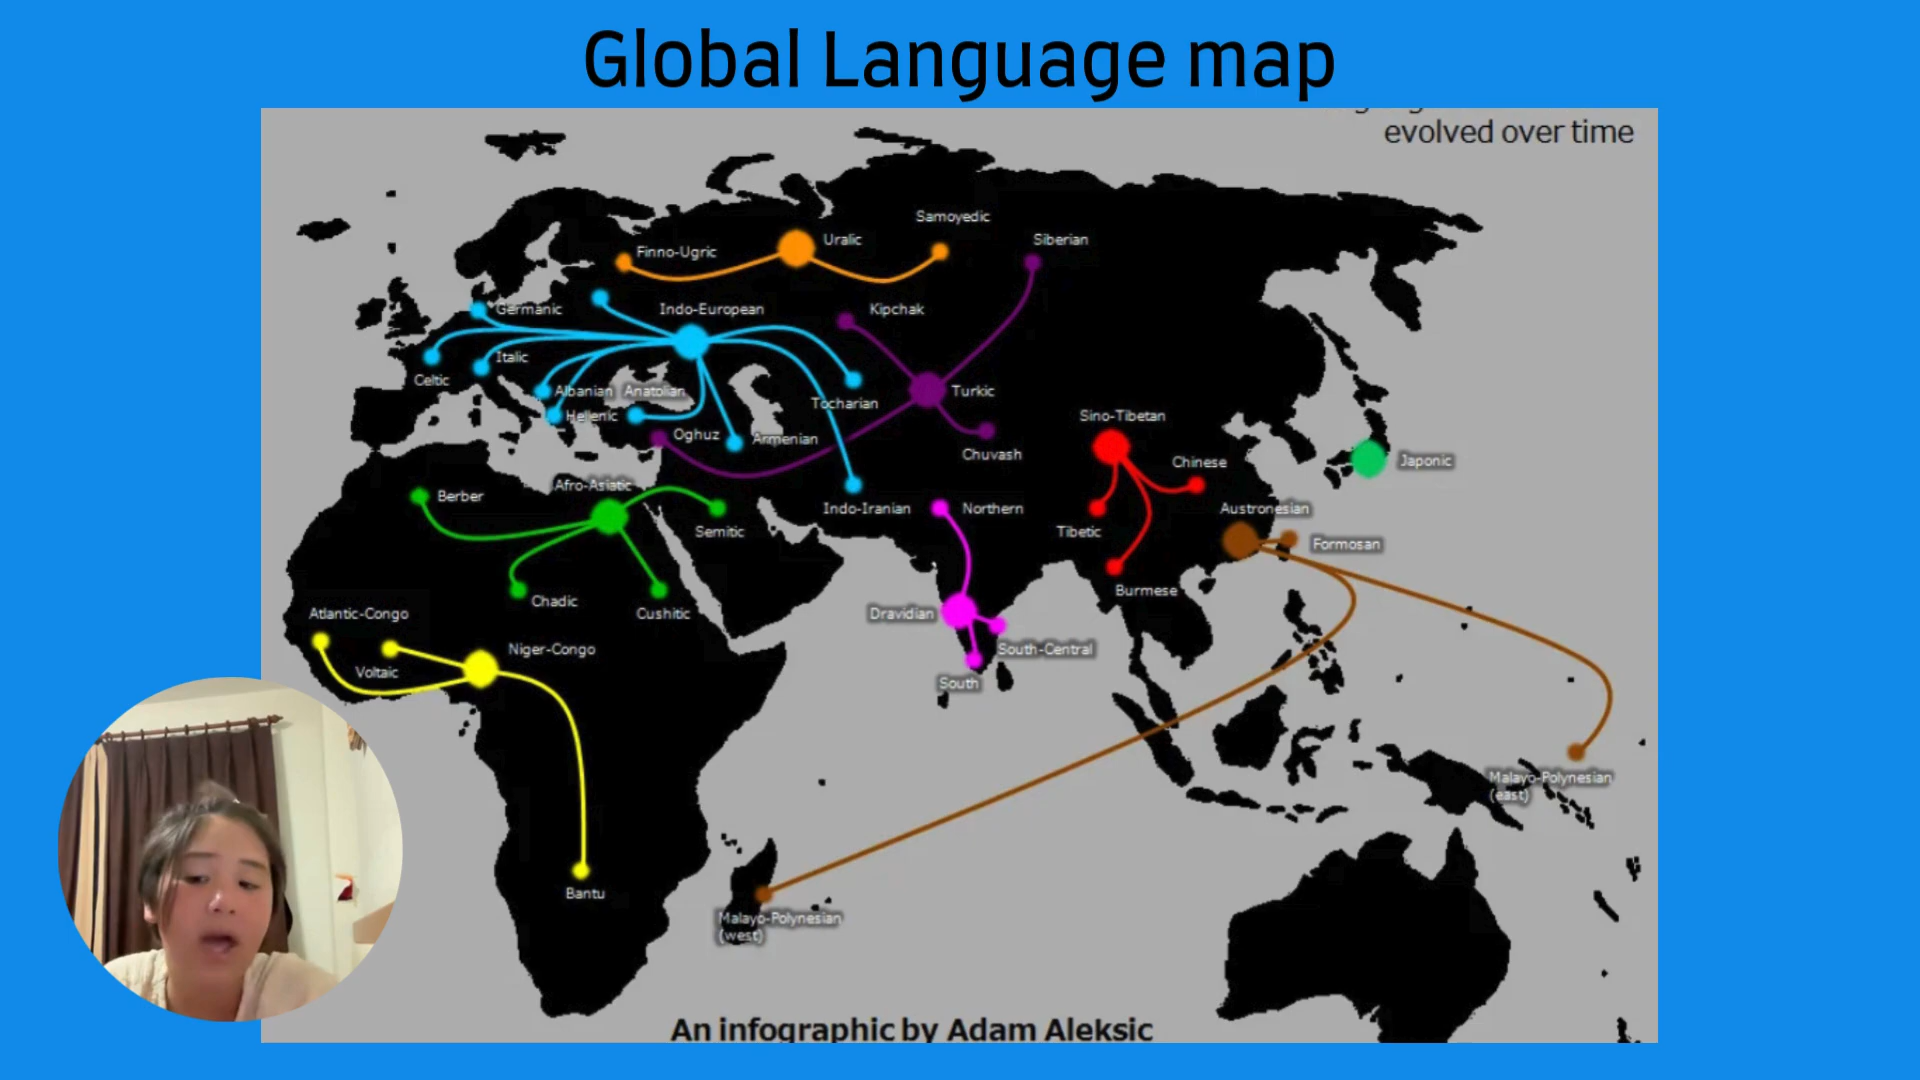 Global Language map
evolved over time
Samoyedic
Uralic
Siberian
Finno-Ugric
Germanic
Indo-European
Kipchak
Italic
Celtic
Albanian
Anatolian
Tocharian
Turkic
Hellenic
Oghuz
Armenian
Chuvash
Sino-Tibetan
Chinese
Japonic
Afro-Asiatic
Berber
Semitic
Indo-Iranian
Northern
Tibetic
Austronesian
Formosan
Burmese
Chadic
Cushitic
Atlantic-Congo
Dravidian
Niger-Congo
South-Central
Voltaic
South
Malayo-Polynesian
(east)
Bantu
Malayo-Polynesian
(west)
An infographic by Adam Aleksic